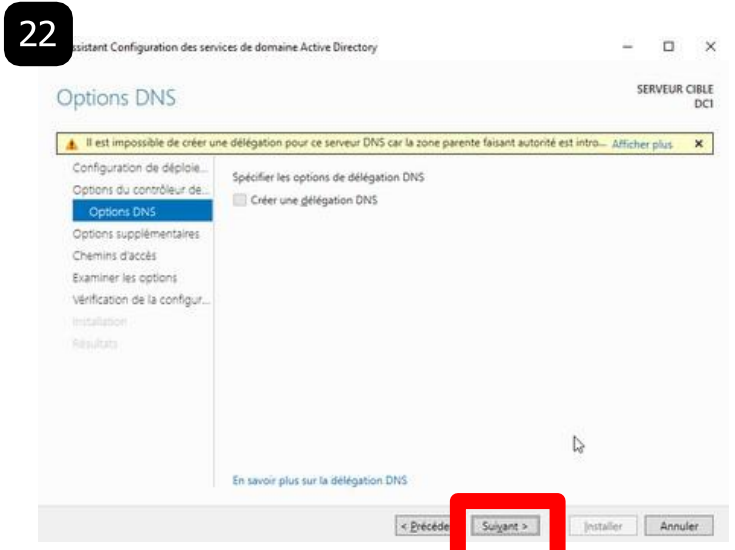 22
ssistant Configuration des services de domaine Active Directory
Options DNS
SERVEUR CIBLE
DC1
Il est impossible de créer une délégation pour ce serveur DNS car la zone parente faisant autorité est intro... Afficher plus
Configuration de déploie...
Options du contrôleur de...
Options DNS
Options supplémentaires
Chemins d'accès
Examiner les options
Vérification de la configur...
Installation
Résultats
Spécifier les options de délégation DNS
Créer une délégation DNS
En savoir plus sur la délégation DNS
< Précéde
Suivant >
Installer
Annuler